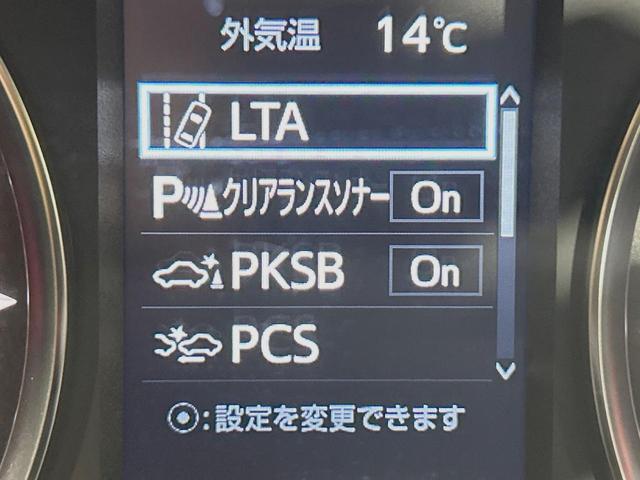 外気温 14℃
LTA
P クリアランスソナー On
PKSB On
PCS
⦿:設定を変更できます